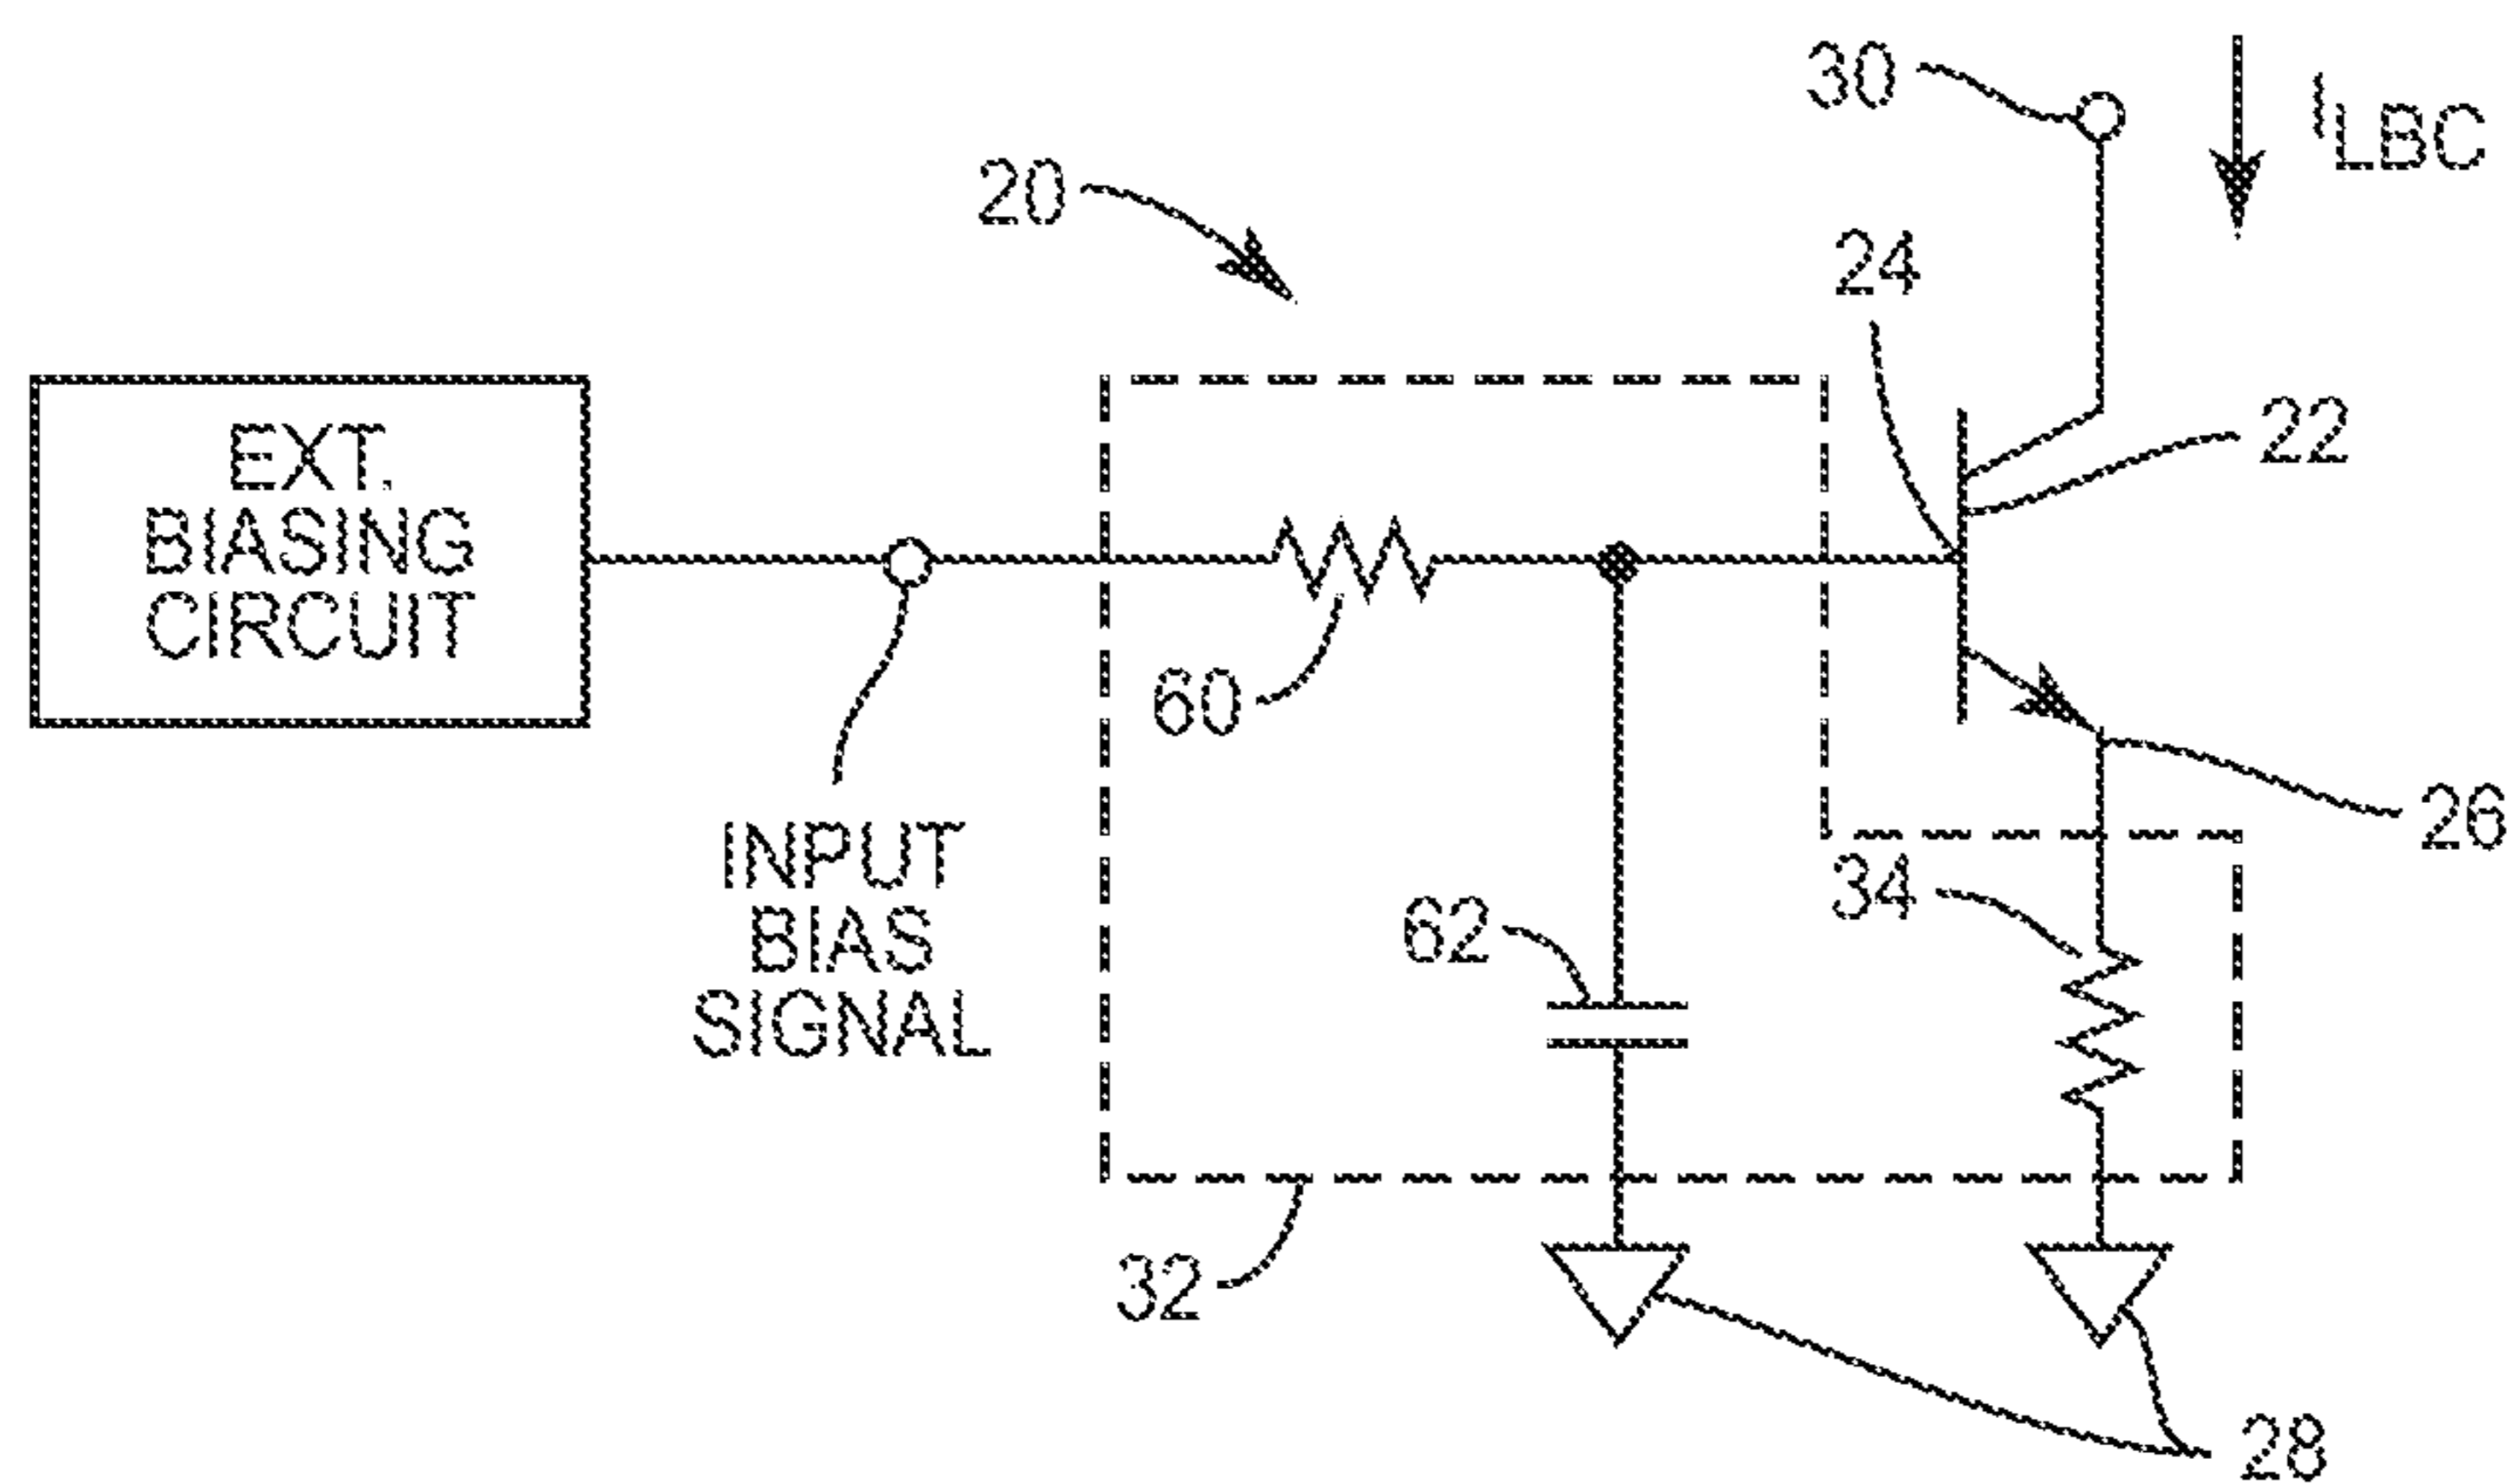 30
I LBC
20
24
EXT.
BIASING
CIRCUIT
22
60
26
INPUT
BIAS
SIGNAL
34
62
32
28